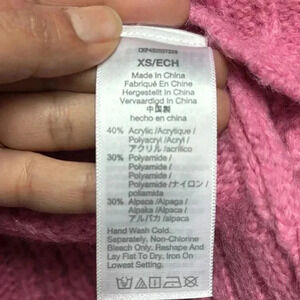 XS/ECH
Made In China
Fabriqué En Chine
Hergestellt In China
Vervaardigd In China
中国製
hecho en china
40% Acrylic /Acrylique /
Polyacryl /Acryl /
アクリル /acrílico
30% Polyamide /
Polyamide /
Polyamide /ナイロン /
poliamida
30% Alpaca /Alpaga /
Alpaka /Alpaca /
アルパカ /alpaca
Hand Wash Cold.
Separately. Non-Chlorine
Bleach Only. Reshape And
Lay Flat To Dry. Iron On
Lowest Setting.